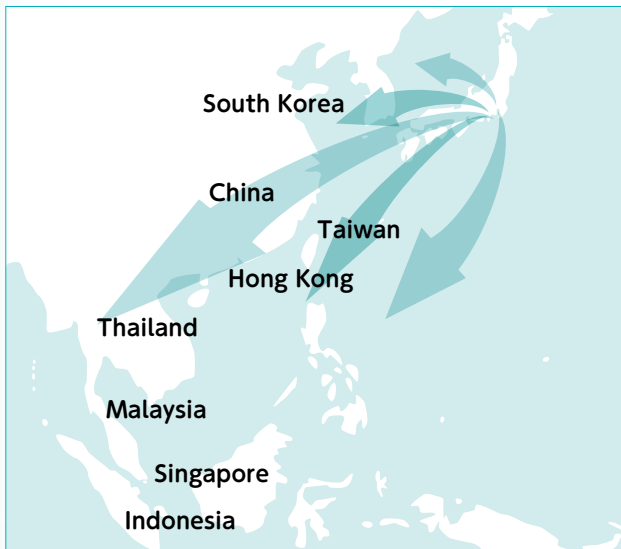 South Korea
China
Taiwan
Hong Kong
Thailand
Malaysia
Singapore
Indonesia